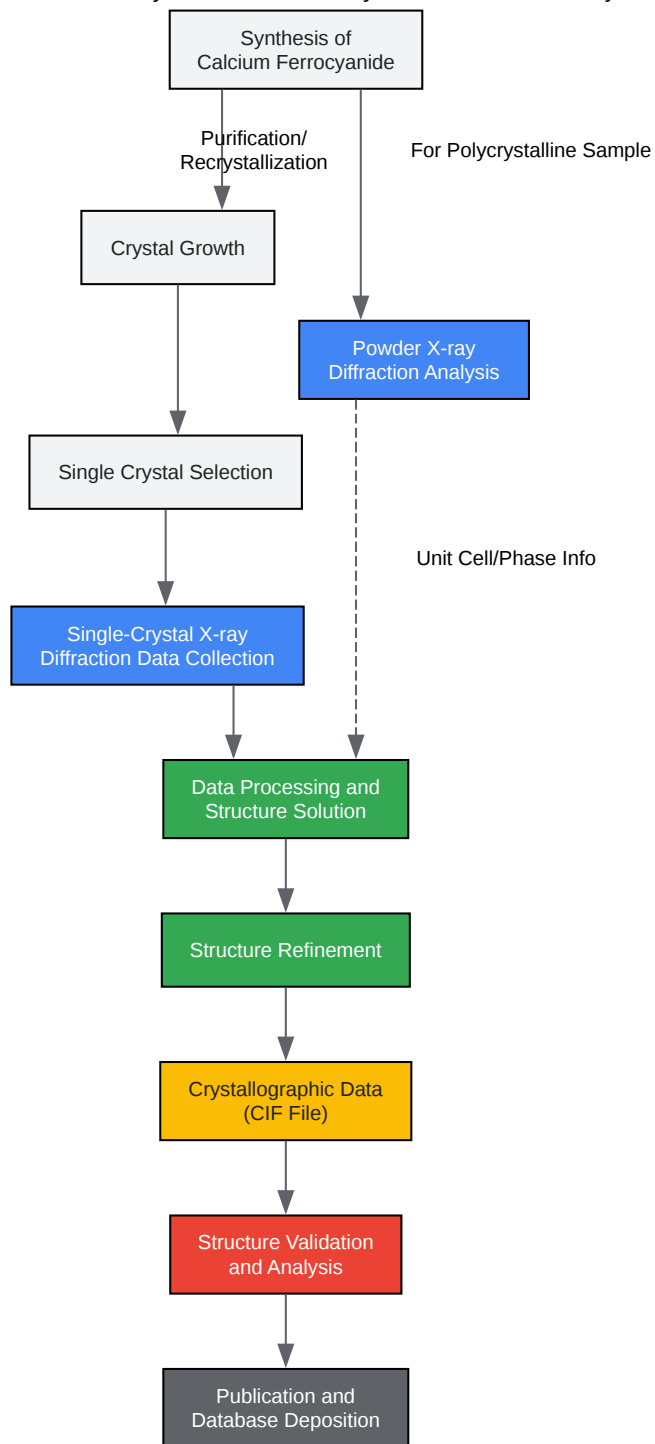 Synthesis of
Calcium Ferrocyanide
Purification/
Recrystallization
For Polycrystalline Sample
Crystal Growth
Powder X-ray
Diffraction Analysis
Single Crystal Selection
Unit Cell/Phase Info
Single-Crystal X-ray
Diffraction Data Collection
Data Processing and
Structure Solution
Structure Refinement
Crystallographic Data
(CIF File)
Structure Validation
and Analysis
Publication and
Database Deposition